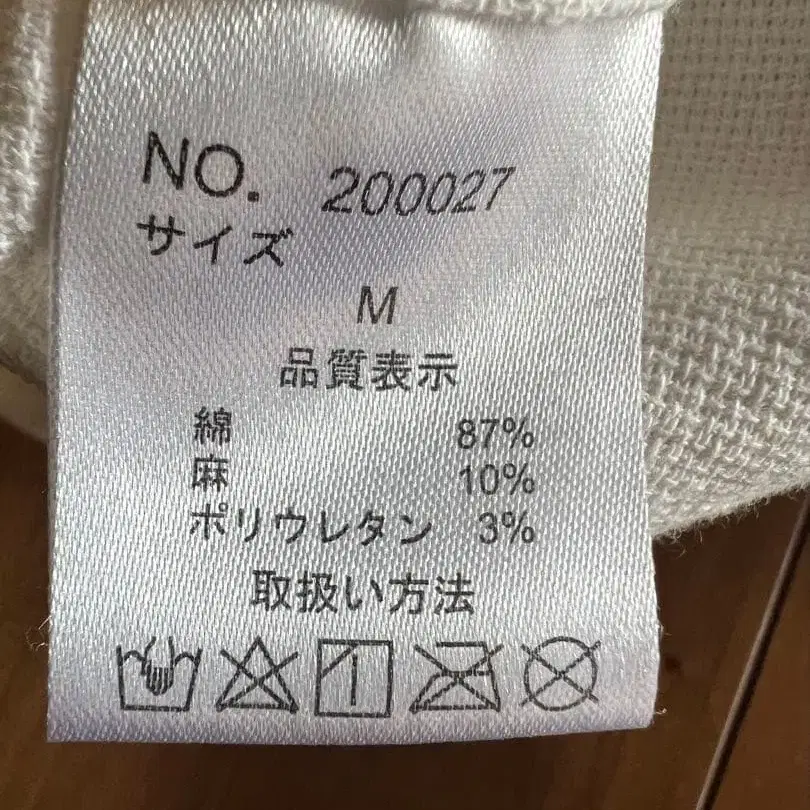 NO. 200027
サイズ
M
品質表示
綿 87%
麻 10%
ポリウレタン 3%
取扱い方法